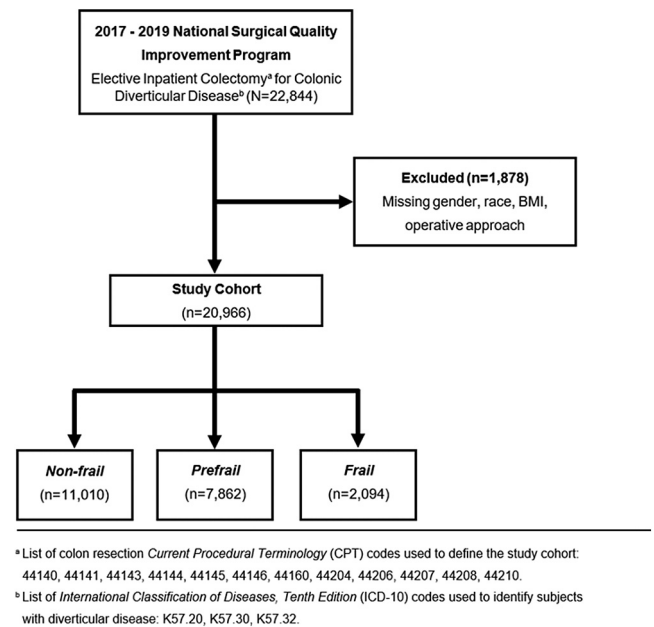 2017 - 2019 National Surgical Quality
Improvement Program
Elective Inpatient Colectomyᵃ for Colonic
Diverticular Diseaseᵇ (N=22,844)
Excluded (n=1,878)
Missing gender, race, BMI,
operative approach
Study Cohort
(n=20,966)
Non-frail
(n=11,010)
Prefrail
(n=7,862)
Frail
(n=2,094)
ᵃ List of colon resection Current Procedural Terminology (CPT) codes used to define the study cohort:
44140, 44141, 44143, 44144, 44145, 44146, 44160, 44204, 44206, 44207, 44208, 44210.
ᵇ List of International Classification of Diseases, Tenth Edition (ICD-10) codes used to identify subjects
with diverticular disease: K57.20, K57.30, K57.32.